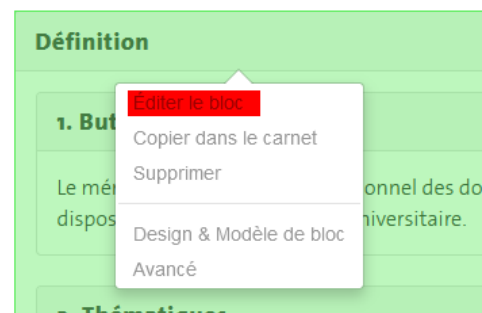 Définition
Éditer le bloc
1. But
Copier dans le carnet
Supprimer
Le mé
onnel des do
dispos
niversitaire.
Design & Modèle de bloc
Avancé